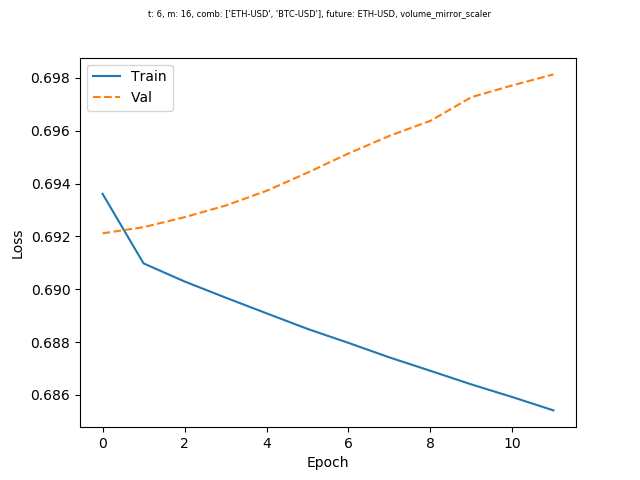 t: 6, m: 16, comb: ['ETH-USD', 'BTC-USD'], future: ETH-USD, volume_mirror_scaler
Train
Val
0.698
0.696
0.694
0.692
0.690
0.688
0.686
Loss
0 2 4 6 8 10
Epoch